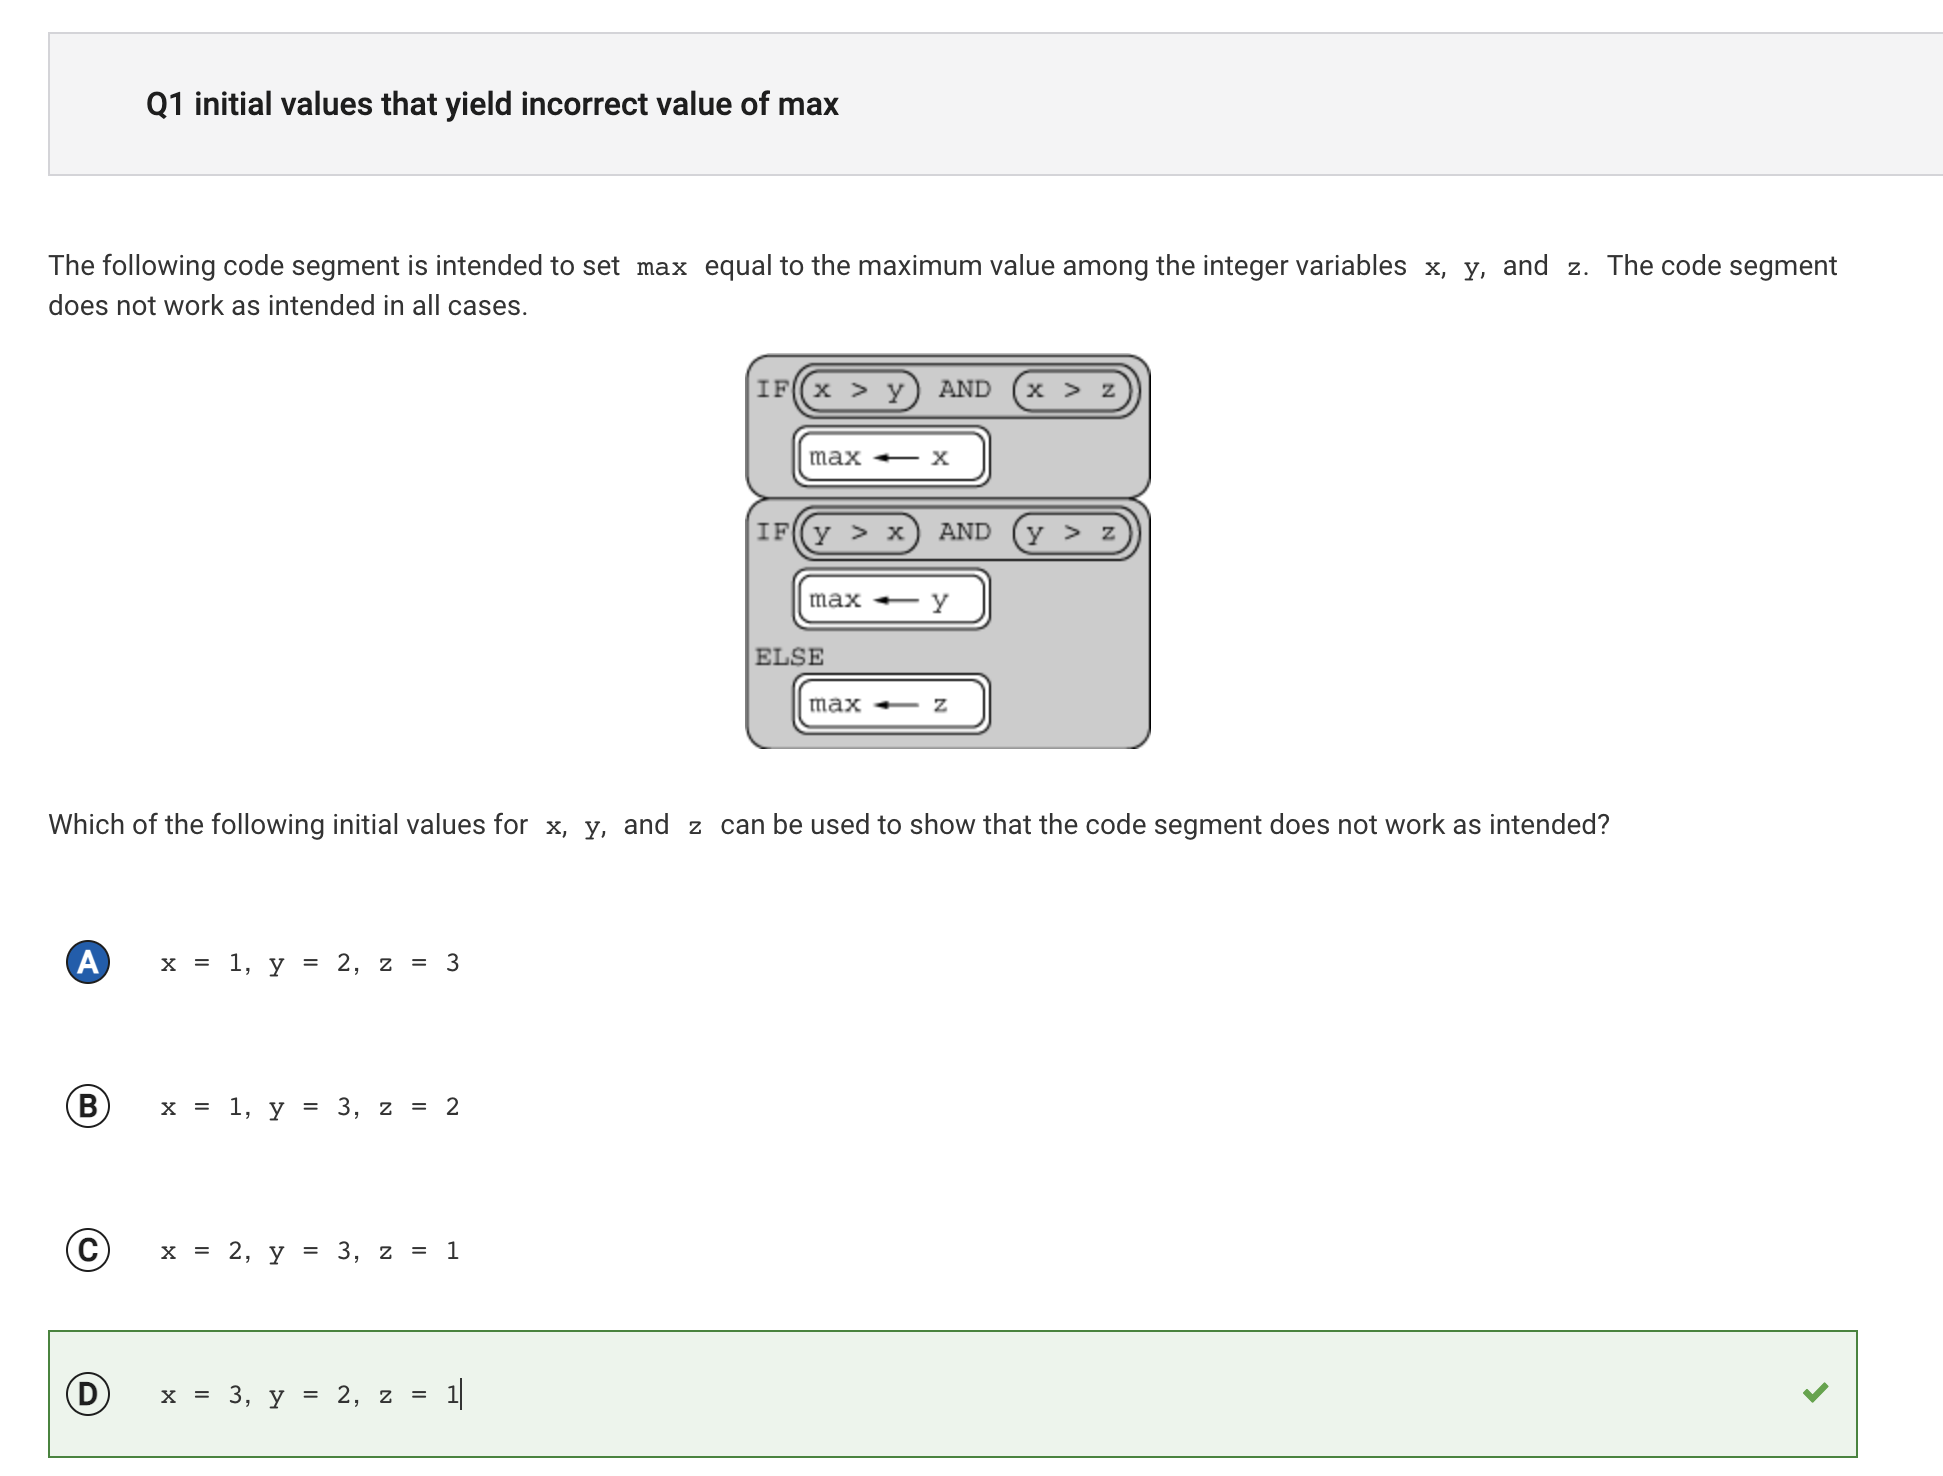 Q1 initial values that yield incorrect value of max
The following code segment is intended to set max equal to the maximum value among the integer variables x, y, and z. The code segment
does not work as intended in all cases.
IF x > y AND x > z
max ← x
IF y > x AND y > z
max ← y
ELSE
max ← z
Which of the following initial values for x, y, and z can be used to show that the code segment does not work as intended?
A x = 1, y = 2, z = 3
B x = 1, y = 3, z = 2
C x = 2, y = 3, z = 1
D x = 3, y = 2, z = 1